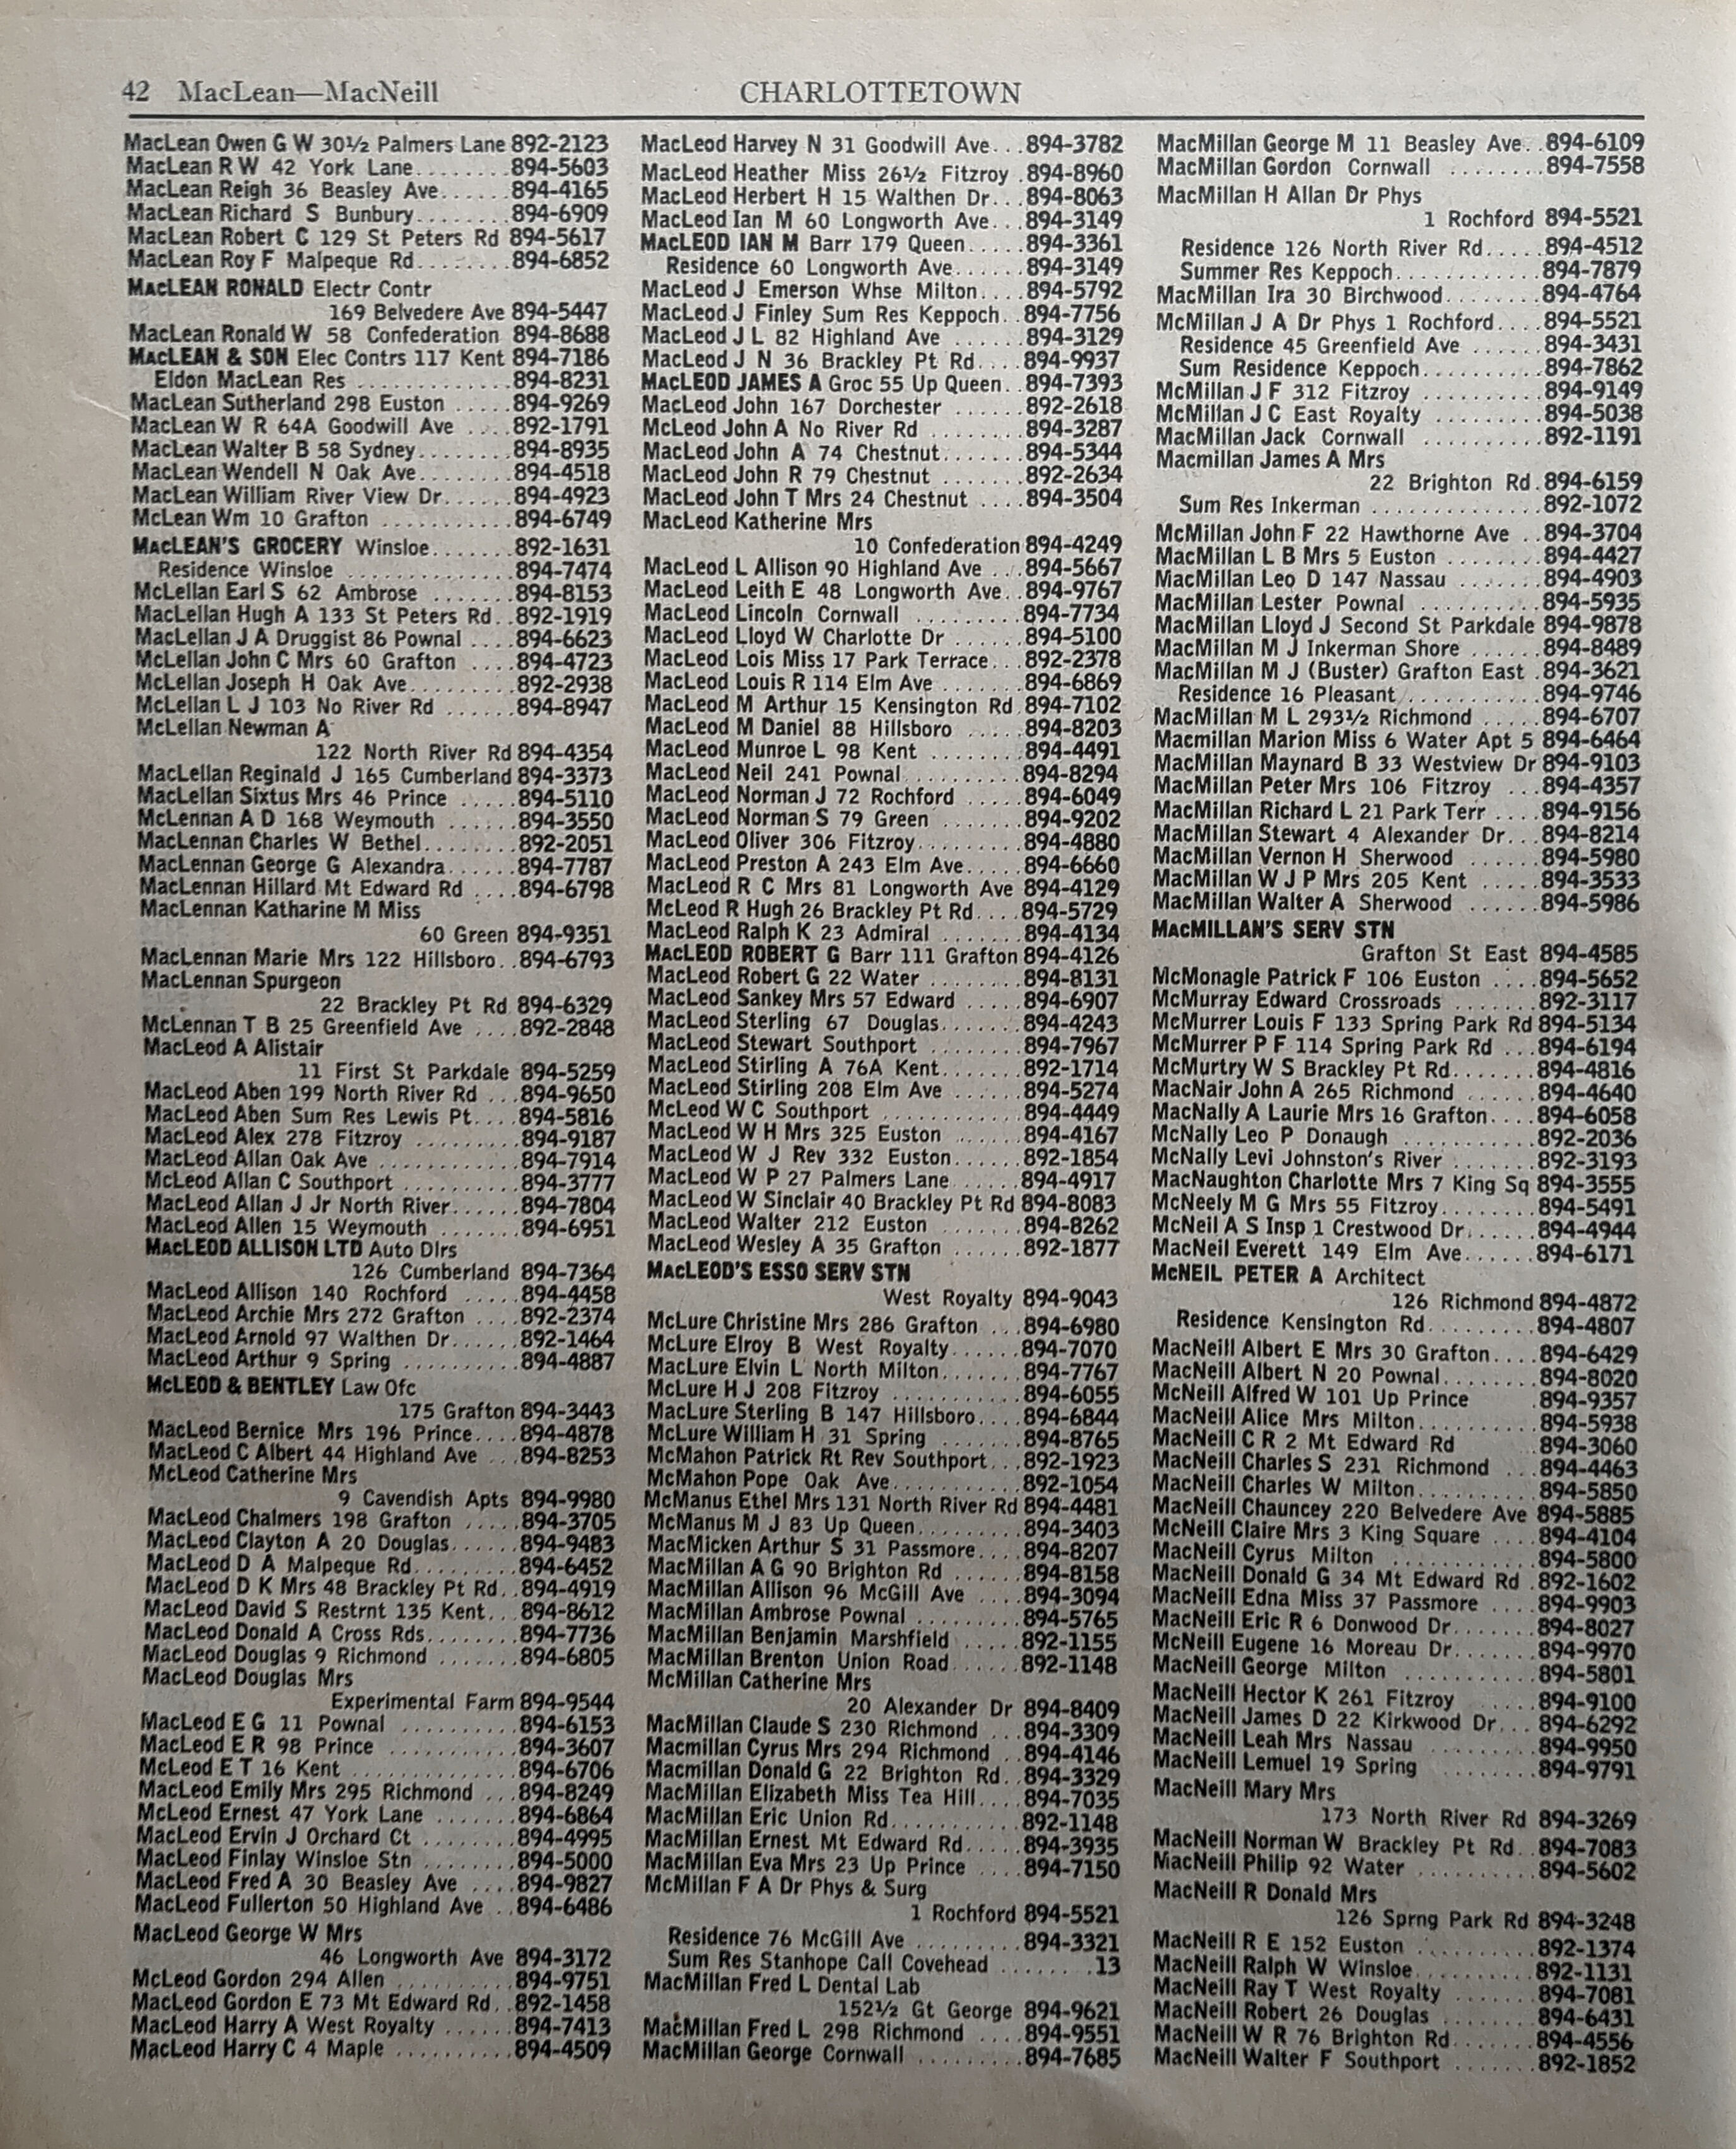 42 MacLean—MacNeill
CHARLOTTETOWN
MacLean Owen G W 30½ Palmers Lane 892-2123
MacLean R W 42 York Lane........894-5603
MacLean Reigh 36 Beasley Ave......894-4165
MacLean Richard S Bunbury........894-6909
MacLean Robert C 129 St Peters Rd 894-5617
MacLean Roy F Malpeque Rd........894-6852
MACLEAN RONALD Electr Contr
169 Belvedere Ave 894-5447
MacLean Ronald W 58 Confederation 894-8688
MACLEAN & SON Elec Contrs 117 Kent 894-7186
Eldon MacLean Res .............894-8231
MacLean Sutherland 298 Euston .....894-9269
MacLean W R 64A Goodwill Ave ....892-1791
MacLean Walter B 58 Sydney........894-8935
MacLean Wendell N Oak Ave........894-4518
MacLean William River View Dr......894-4923
McLean Wm 10 Grafton ...........894-6749
MACLEAN'S GROCERY Winsloe.......892-1631
Residence Winsloe ..............894-7474
McLellan Earl S 62 Ambrose .......894-8153
MacLellan Hugh A 133 St Peters Rd..892-1919
MacLellan J A Druggist 86 Pownal ....894-6623
McLellan John C Mrs 60 Grafton ....894-4723
McLellan Joseph H Oak Ave.........892-2938
McLellan L J 103 No River Rd ......894-8947
McLellan Newman A
122 North River Rd 894-4354
MacLellan Reginald J 165 Cumberland 894-3373
MacLellan Sixtus Mrs 46 Prince .....894-5110
McLennan A D 168 Weymouth ......894-3550
MacLennan Charles W Bethel........892-2051
MacLennan George G Alexandra......894-7787
MacLennan Hillard Mt Edward Rd ....894-6798
MacLennan Katharine M Miss
60 Green 894-9351
MacLennan Marie Mrs 122 Hillsboro..894-6793
MacLennan Spurgeon
22 Brackley Pt Rd 894-6329
McLennan T B 25 Greenfield Ave ....892-2848
MacLeod A Alistair
11 First St Parkdale 894-5259
MacLeod Aben 199 North River Rd ...894-9650
MacLeod Aben Sum Res Lewis Pt....894-5816
MacLeod Alex 278 Fitzroy .........894-9187
MacLeod Allan Oak Ave ............894-7914
McLeod Allan C Southport ..........894-3777
MacLeod Allan J Jr North River......894-7804
MacLeod Allen 15 Weymouth .......894-6951
MACLEOD ALLISON LTD Auto Dlrs
126 Cumberland 894-7364
MacLeod Allison 140 Rochford .....894-4458
MacLeod Archie Mrs 272 Grafton ....892-2374
MacLeod Arnold 97 Walthen Dr......892-1464
MacLeod Arthur 9 Spring ..........894-4887
MCLEOD & BENTLEY Law Ofc
175 Grafton 894-3443
MacLeod Bernice Mrs 196 Prince....894-4878
MacLeod C Albert 44 Highland Ave ...894-8253
McLeod Catherine Mrs
9 Cavendish Apts 894-9980
MacLeod Chalmers 198 Grafton .....894-3705
MacLeod Clayton A 20 Douglas......894-9483
MacLeod D A Malpeque Rd.........894-6452
MacLeod D K Mrs 48 Brackley Pt Rd..894-4919
MacLeod David S Restrnt 135 Kent...894-8612
MacLeod Donald A Cross Rds........894-7736
MacLeod Douglas 9 Richmond .......894-6805
MacLeod Douglas Mrs
Experimental Farm 894-9544
MacLeod E G 11 Pownal ..........894-6153
MacLeod E R 98 Prince ...........894-3607
McLeod E T 16 Kent ..............894-6706
MacLeod Emily Mrs 295 Richmond ...894-8249
McLeod Ernest 47 York Lane .......894-6864
MacLeod Ervin J Orchard Ct ........894-4995
MacLeod Finlay Winsloe Stn ........894-5000
MacLeod Fred A 30 Beasley Ave ....894-9827
MacLeod Fullerton 50 Highland Ave ..894-6486
MacLeod George W Mrs
46 Longworth Ave 894-3172
McLeod Gordon 294 Allen ..........894-9751
MacLeod Gordon E 73 Mt Edward Rd..892-1458
MacLeod Harry A West Royalty ......894-7413
MacLeod Harry C 4 Maple ..........894-4509
MacLeod Harvey N 31 Goodwill Ave...894-3782
MacLeod Heather Miss 26½ Fitzroy .894-8960
MacLeod Herbert H 15 Walthen Dr...894-8063
MacLeod Ian M 60 Longworth Ave...894-3149
MACLEOD IAN M Barr 179 Queen.....894-3361
Residence 60 Longworth Ave......894-3149
MacLeod J Emerson Whse Milton....894-5792
MacLeod J Finley Sum Res Keppoch..894-7756
MacLeod J L 82 Highland Ave ......894-3129
MacLeod J N 36 Brackley Pt Rd....894-9937
MACLEOD JAMES A Groc 55 Up Queen..894-7393
MacLeod John 167 Dorchester ......892-2618
McLeod John A No River Rd ........894-3287
MacLeod John A 74 Chestnut.......894-5344
MacLeod John R 79 Chestnut .......892-2634
MacLeod John T Mrs 24 Chestnut ....894-3504
MacLeod Katherine Mrs
10 Confederation 894-4249
MacLeod L Allison 90 Highland Ave ...894-5667
MacLeod Leith E 48 Longworth Ave..894-9767
MacLeod Lincoln Cornwall .........894-7734
MacLeod Lloyd W Charlotte Dr ......894-5100
MacLeod Lois Miss 17 Park Terrace...892-2378
MacLeod Louis R 114 Elm Ave .......894-6869
MacLeod M Arthur 15 Kensington Rd.894-7102
MacLeod M Daniel 88 Hillsboro .....894-8203
MacLeod Munroe L 98 Kent ........894-4491
MacLeod Neil 241 Pownal..........894-8294
MacLeod Norman J 72 Rochford .....894-6049
MacLeod Norman S 79 Green .......894-9202
MacLeod Oliver 306 Fitzroy.........894-4880
MacLeod Preston A 243 Elm Ave.....894-6660
MacLeod R C Mrs 81 Longworth Ave 894-4129
McLeod R Hugh 26 Brackley Pt Rd....894-5729
MacLeod Ralph K 23 Admiral .......894-4134
MACLEOD ROBERT G Barr 111 Grafton 894-4126
MacLeod Robert G 22 Water ........894-8131
MacLeod Sankey Mrs 57 Edward .....894-6907
MacLeod Sterling 67 Douglas.......894-4243
MacLeod Stewart Southport ........894-7967
MacLeod Stirling A 76A Kent.......892-1714
MacLeod Stirling 208 Elm Ave ......894-5274
McLeod W C Southport ............894-4449
MacLeod W H Mrs 325 Euston ......894-4167
MacLeod W J Rev 332 Euston......892-1854
MacLeod W P 27 Palmers Lane .....894-4917
MacLeod W Sinclair 40 Brackley Pt Rd 894-8083
MacLeod Walter 212 Euston .......894-8262
MacLeod Wesley A 35 Grafton ......892-1877
MACLEOD'S ESSO SERV STN
West Royalty 894-9043
McLure Christine Mrs 286 Grafton ...894-6980
McLure Elroy B West Royalty......894-7070
MacLure Elvin L North Milton.......894-7767
McLure H J 208 Fitzroy ...........894-6055
MacLure Sterling B 147 Hillsboro....894-6844
McLure William H 31 Spring .......894-8765
McMahon Patrick Rt Rev Southport...892-1923
McMahon Pope Oak Ave............892-1054
McManus Ethel Mrs 131 North River Rd 894-4481
McManus M J 83 Up Queen.........894-3403
MacMicken Arthur S 31 Passmore....894-8207
MacMillan A G 90 Brighton Rd ......894-8158
MacMillan Allison 96 McGill Ave ....894-3094
MacMillan Ambrose Pownal .........894-5765
MacMillan Benjamin Marshfield .....892-1155
MacMillan Brenton Union Road......892-1148
McMillan Catherine Mrs
20 Alexander Dr 894-8409
MacMillan Claude S 230 Richmond ...894-3309
Macmillan Cyrus Mrs 294 Richmond ..894-4146
Macmillan Donald G 22 Brighton Rd..894-3329
MacMillan Elizabeth Miss Tea Hill....894-7035
MacMillan Eric Union Rd...........892-1148
MacMillan Ernest Mt Edward Rd.....894-3935
MacMillan Eva Mrs 23 Up Prince ....894-7150
McMillan F A Dr Phys & Surg
1 Rochford 894-5521
Residence 76 McGill Ave .........894-3321
Sum Res Stanhope Call Covehead ........13
MacMillan Fred L Dental Lab
152½ Gt George 894-9621
MacMillan Fred L 298 Richmond ....894-9551
MacMillan George Cornwall .........894-7685
MacMillan George M 11 Beasley Ave..894-6109
MacMillan Gordon Cornwall ........894-7558
MacMillan H Allan Dr Phys
1 Rochford 894-5521
Residence 126 North River Rd.....894-4512
Summer Res Keppoch............894-7879
MacMillan Ira 30 Birchwood........894-4764
McMillan J A Dr Phys 1 Rochford....894-5521
Residence 45 Greenfield Ave ......894-3431
Sum Residence Keppoch..........894-7862
McMillan J F 312 Fitzroy ..........894-9149
McMillan J C East Royalty .........894-5038
MacMillan Jack Cornwall ..........892-1191
Macmillan James A Mrs
22 Brighton Rd.894-6159
Sum Res Inkerman .............892-1072
McMillan John F 22 Hawthorne Ave ..894-3704
MacMillan L B Mrs 5 Euston ........894-4427
MacMillan Leo D 147 Nassau .......894-4903
MacMillan Lester Pownal ..........894-5935
MacMillan Lloyd J Second St Parkdale 894-9878
MacMillan M J Inkerman Shore ......894-8489
MacMillan M J (Buster) Grafton East .894-3621
Residence 16 Pleasant...........894-9746
MacMillan M L 293½ Richmond .....894-6707
Macmillan Marion Miss 6 Water Apt 5 894-6464
MacMillan Maynard B 33 Westview Dr 894-9103
MacMillan Peter Mrs 106 Fitzroy ...894-4357
MacMillan Richard L 21 Park Terr ....894-9156
MacMillan Stewart 4 Alexander Dr...894-8214
MacMillan Vernon H Sherwood ......894-5980
MacMillan W J P Mrs 205 Kent .....894-3533
MacMillan Walter A Sherwood ......894-5986
MACMILLAN'S SERV STN
Grafton St East 894-4585
McMonagle Patrick F 106 Euston ....894-5652
McMurray Edward Crossroads .......892-3117
McMurrer Louis F 133 Spring Park Rd 894-5134
McMurrer P F 114 Spring Park Rd ...894-6194
McMurtry W S Brackley Pt Rd.......894-4816
MacNair John A 265 Richmond ......894-4640
MacNally A Laurie Mrs 16 Grafton....894-6058
McNally Leo P Donaugh ...........892-2036
McNally Levi Johnston's River .......892-3193
MacNaughton Charlotte Mrs 7 King Sq 894-3555
McNeely M G Mrs 55 Fitzroy........894-5491
McNeil A S Insp 1 Crestwood Dr......894-4944
MacNeil Everett 149 Elm Ave.......894-6171
MCNEIL PETER A Architect
126 Richmond 894-4872
Residence Kensington Rd.........894-4807
MacNeill Albert E Mrs 30 Grafton....894-6429
MacNeill Albert N 20 Pownal........894-8020
McNeill Alfred W 101 Up Prince .894-9357
MacNeill Alice Mrs Milton..........894-5938
MacNeill C R 2 Mt Edward Rd .894-3060
MacNeill Charles S 231 Richmond ...894-4463
MacNeill Charles W Milton..........894-5850
MacNeill Chauncey 220 Belvedere Ave 894-5885
McNeill Claire Mrs 3 King Square ....894-4104
MacNeill Cyrus Milton ............894-5800
MacNeill Donald G 34 Mt Edward Rd .892-1602
MacNeill Edna Miss 37 Passmore ....894-9903
MacNeill Eric R 6 Donwood Dr.......894-8027
McNeill Eugene 16 Moreau Dr.......894-9970
MacNeill George Milton ...........894-5801
MacNeill Hector K 261 Fitzroy .....894-9100
MacNeill James D 22 Kirkwood Dr...894-6292
MacNeill Leah Mrs Nassau .........894-9950
MacNeill Lemuel 19 Spring ........894-9791
MacNeill Mary Mrs
173 North River Rd 894-3269
MacNeill Norman W Brackley Pt Rd..894-7083
MacNeill Philip 92 Water ..........894-5602
MacNeill R Donald Mrs
126 Sprng Park Rd 894-3248
MacNeill R E 152 Euston ..........892-1374
MacNeill Ralph W Winsloe..........892-1131
MacNeill Ray T West Royalty .......894-7081
MacNeill Robert 26 Douglas ........894-6431
MacNeill W R 76 Brighton Rd.......894-4556
MacNeill Walter F Southport .......892-1852